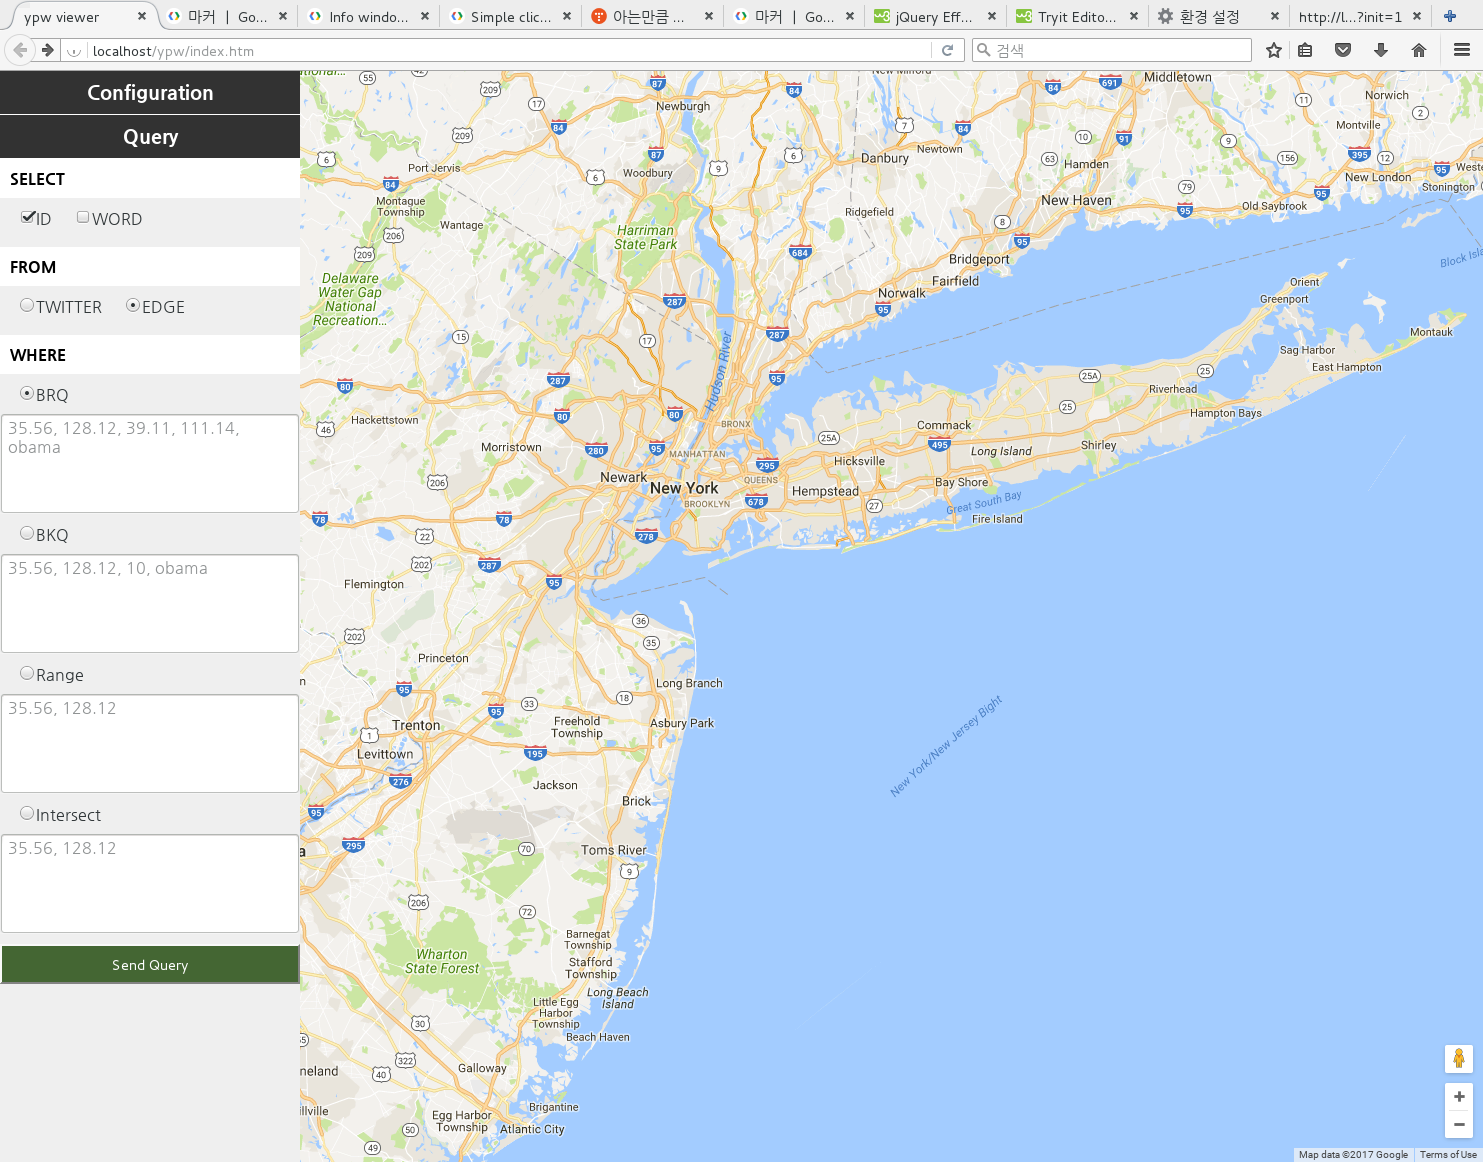 ypw viewer
마커 | Go...
Info windo...
Simple clic...
아는만큼 ...
마커 | Go...
jQuery Eff...
Tryit Edito...
환경 설정
http://l...?init=1
localhost/ypw/index.htm
검색
Configuration
Query
SELECT
ID WORD
FROM
TWITTER EDGE
WHERE
BRQ
35.56, 128.12, 39.11, 111.14,
obama
BKQ
35.56, 128.12, 10, obama
Range
35.56, 128.12
Intersect
35.56, 128.12
Send Query
Middletown
Newburgh
Norwich
Montville
Port Jervis
Woodbury
Danbury
Newtown
Hamden
New London
Stonington
Montague
Township
Wantage
Ridgefield
New Haven
Old Saybrook
Harriman
State Park
Bridgeport
Fairfield
Block Isl
Delaware
Water Gap
National
Recreation...
Norwalk
Orient
Greenport
Montauk
Hudson River
Sag Harbor
East Hampton
Riverhead
Hampton Bays
Hackettstown
BRONX
Commack
Morristown
MANHATTAN
Hicksville
Long Island
Shirley
Newark
New York
QUEENS
Hempstead
Bay Shore
BROOKLYN
Great South Bay
Fire Island
Flemington
Princeton
Long Branch
Trenton
Freehold
Township
Asbury Park
Levittown
New York/New Jersey Bight
Jackson
Brick
Toms River
Wharton
State Forest
Barnegat
Township
Stafford
Township
Long Beach
Island
Little Egg
Harbor
Township
Beach Haven
Galloway
neland
illville
Brigantine
Egg Harbor
Township
Atlantic City
Map data ©2017 Google
Terms of Use